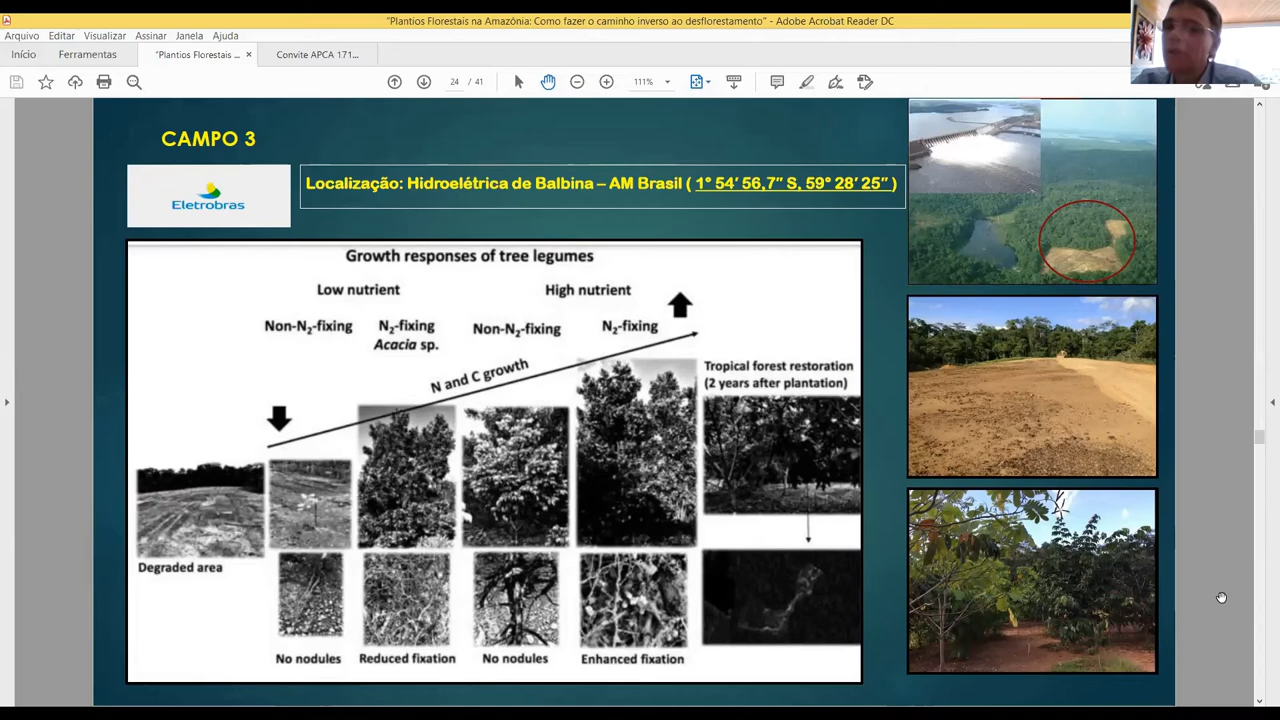 "Plantios Florestais na Amazónia: Como fazer o caminho inverso ao desflorestamento" - Adobe Acrobat Reader DC
Arquivo Editar Visualizar Assinar Janela Ajuda
Início Ferramentas "Plantios Florestais ... × Convite APCA 171...
24 / 41 111%
CAMPO 3
Eletrobras
Localização: Hidroelétrica de Balbina – AM Brasil ( 1° 54′ 56,7″ S, 59° 28′ 25″ )
Growth responses of tree legumes
Low nutrient High nutrient
Non-N₂-fixing N₂-fixing Non-N₂-fixing N₂-fixing
Acacia sp.
N and C growth
Tropical forest restoration
(2 years after plantation)
Degraded area
No nodules Reduced fixation No nodules Enhanced fixation